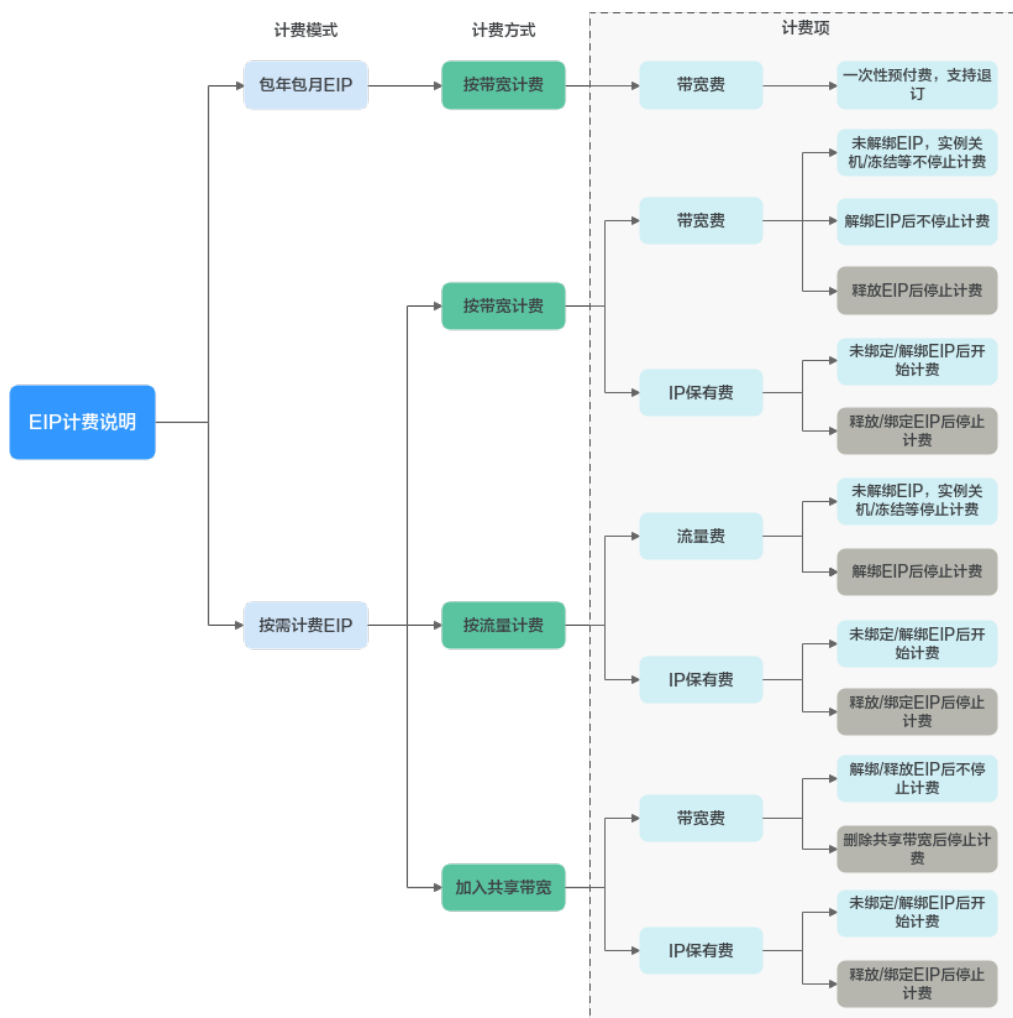 计费模式
计费方式
计费项
EIP计费说明
包年包月EIP
按带宽计费
带宽费
一次性预付费，支持退
订
按需计费EIP
按带宽计费
带宽费
未解绑EIP，实例关
机/冻结等不停止计费
解绑EIP后不停止计费
释放EIP后停止计费
IP保有费
未绑定/解绑EIP后开
始计费
释放/绑定EIP后停止
计费
按流量计费
流量费
未解绑EIP，实例关
机/冻结等停止计费
解绑EIP后停止计费
IP保有费
未绑定/解绑EIP后开
始计费
释放/绑定EIP后停止
计费
加入共享带宽
带宽费
解绑/释放EIP后不停
止计费
删除共享带宽后停止计
费
IP保有费
未绑定/解绑EIP后开
始计费
释放/绑定EIP后停止
计费